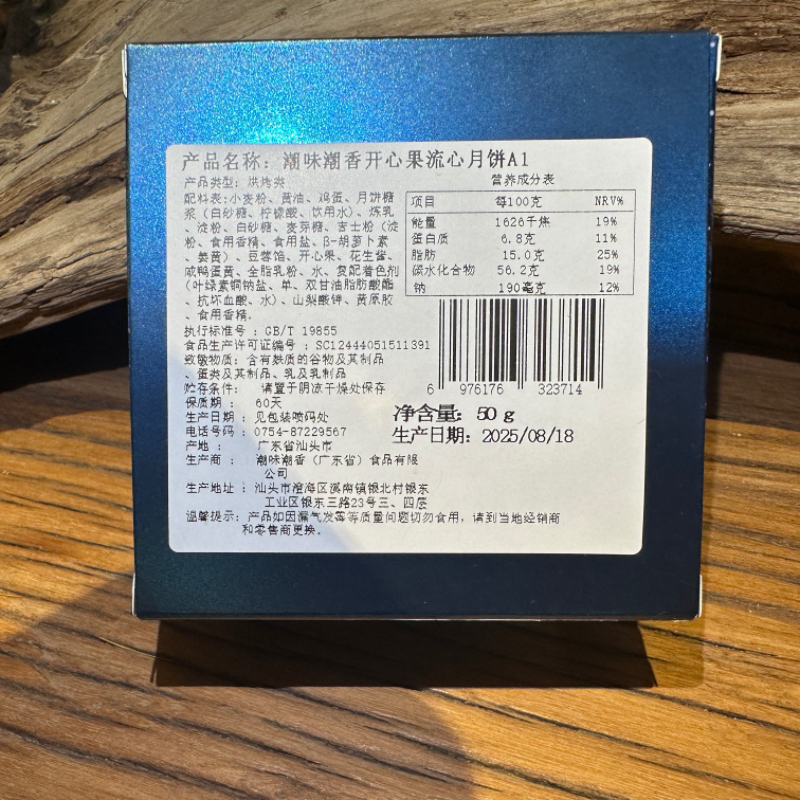 产品名称：潮味潮香开心果流心月饼A1
产品类型：烘烤类
配料表：小麦粉、黄油、鸡蛋、月饼糖
浆（白砂糖、柠檬酸、饮用水）、炼乳
、淀粉、白砂糖、麦芽糖、吉士粉（淀
粉、食用香精、食用盐、β-胡萝卜素
、姜黄）、豆蓉馅、开心果、花生酱、
咸鸭蛋黄、全脂乳粉、水、复配着色剂
（叶绿素铜钠盐、单、双甘油脂肪酸酯
、抗坏血酸、水）、山梨酸钾、黄原胶
、食用香精.
营养成分表
项目 每100克 NRV%
能量 1626千焦 19%
蛋白质 6.8克 11%
脂肪 15.0克 25%
碳水化合物 56.2克 19%
钠 190毫克 12%
执行标准号：GB/T 19855
食品生产许可证编号：SC12444051511391
致敏物质：含有麸质的谷物及其制品
、蛋类及其制品、乳及乳制品
贮存条件： 请置于阴凉干燥处保存
保质期： 60天
生产日期：见包装喷码处
电话号码：0754-87229567
产地： 广东省汕头市
生产商： 潮味潮香（广东省）食品有限
公司
生产地址：汕头市澄海区溪南镇银北村银东
工业区银东三路23号三、四层
温馨提示：产品如因漏气发霉等质量问题切勿食用，请到当地经销商
和零售商更换。
6 976176 323714
净含量：50 g
生产日期：2025/08/18